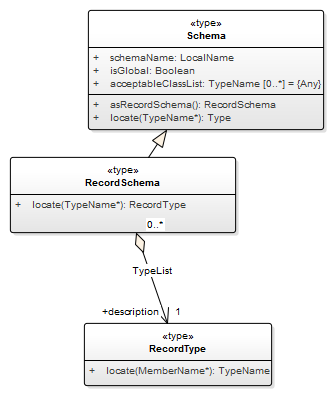 «type»
Schema
+ schemaName: LocalName
+ isGlobal: Boolean
+ acceptableClassList: TypeName [0..*] = {Any}
+ asRecordSchema(): RecordSchema
+ locate(TypeName*): Type
«type»
RecordSchema
+ locate(TypeName*): RecordType
0..*
TypeList
+description 1
«type»
RecordType
+ locate(MemberName*): TypeName